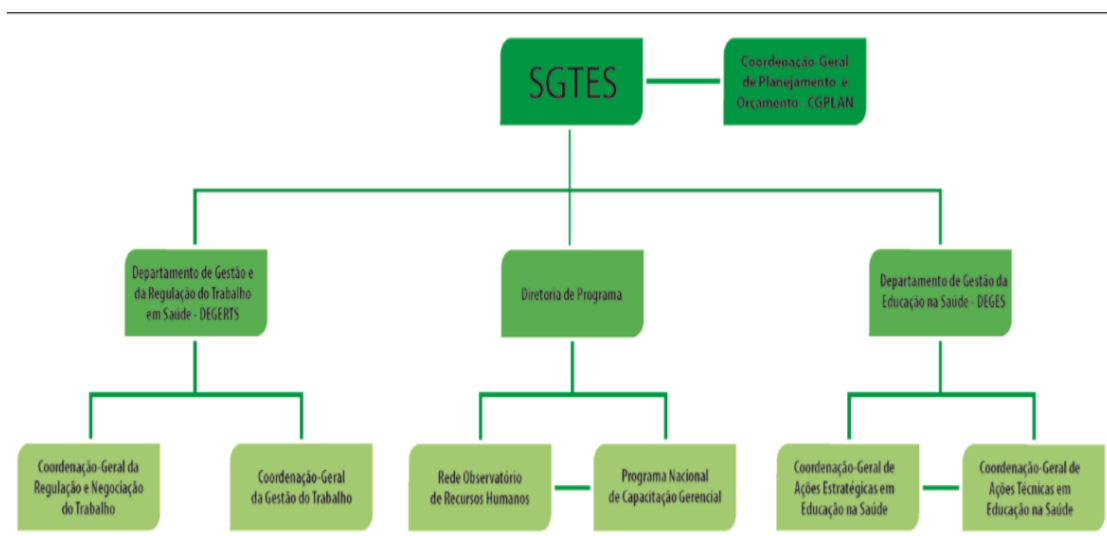 SGTES
Coordenação-Geral
de Planejamento e
Orçamento - CGPLAN
Departamento de Gestão e
da Regulação do Trabalho
em Saúde - DEGERTS
Diretoria de Programa
Departamento de Gestão da
Educação na Saúde - DEGES
Coordenação-Geral da
Regulação e Negociação
do Trabalho
Coordenação-Geral
da Gestão do Trabalho
Rede Observatório
de Recursos Humanos
Programa Nacional
de Capacitação Gerencial
Coordenação-Geral de
Ações Estratégicas em
Educação na Saúde
Coordenação-Geral de
Ações Técnicas em
Educação na Saúde